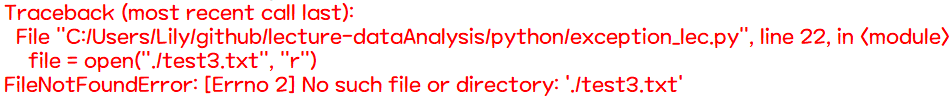 Traceback (most recent call last):
  File "C:/Users/Lily/github/lecture-dataAnalysis/python/exception_lec.py", line 22, in <module>
    file = open("./test3.txt", "r")
FileNotFoundError: [Errno 2] No such file or directory: './test3.txt'